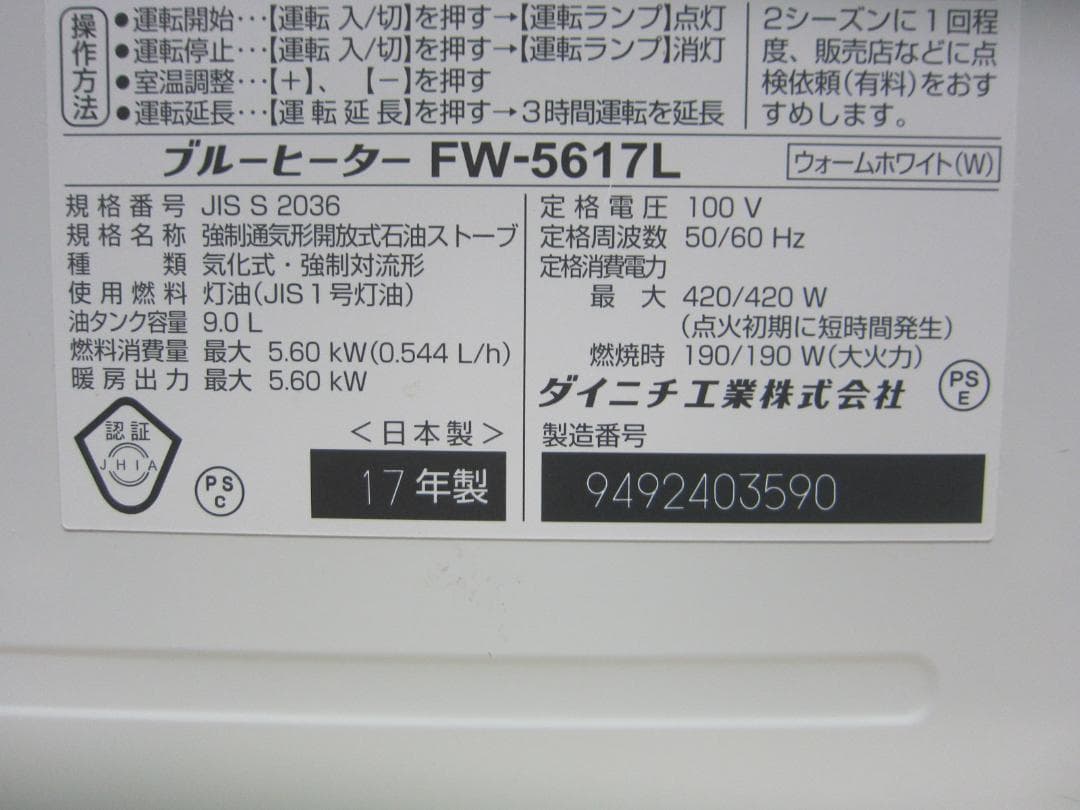 操作方法
●運転開始…【運転 入/切】を押す→【運転ランプ】点灯
●運転停止…【運転 入/切】を押す→【運転ランプ】消灯
●室温調整…【＋】、【－】を押す
●運転延長…【運転延長】を押す→3時間運転を延長
2シーズンに1回程
度、販売店などに点
検依頼(有料)をおす
すめします。
ブルーヒーター FW-5617L
ウォームホワイト(W)
規格番号 JIS S 2036
規格名称 強制通気形開放式石油ストーブ
種類 気化式・強制対流形
使用燃料 灯油(JIS1号灯油)
油タンク容量 9.0 L
燃料消費量 最大 5.60 kW(0.544 L/h)
暖房出力 最大 5.60 kW
認証
JHIA
PS
C
<日本製>
17年製
定格電圧 100 V
定格周波数 50/60 Hz
定格消費電力
最大 420/420 W
(点火初期に短時間発生)
燃焼時 190/190 W(大火力)
ダイニチ工業株式会社
PS
E
製造番号
9492403590